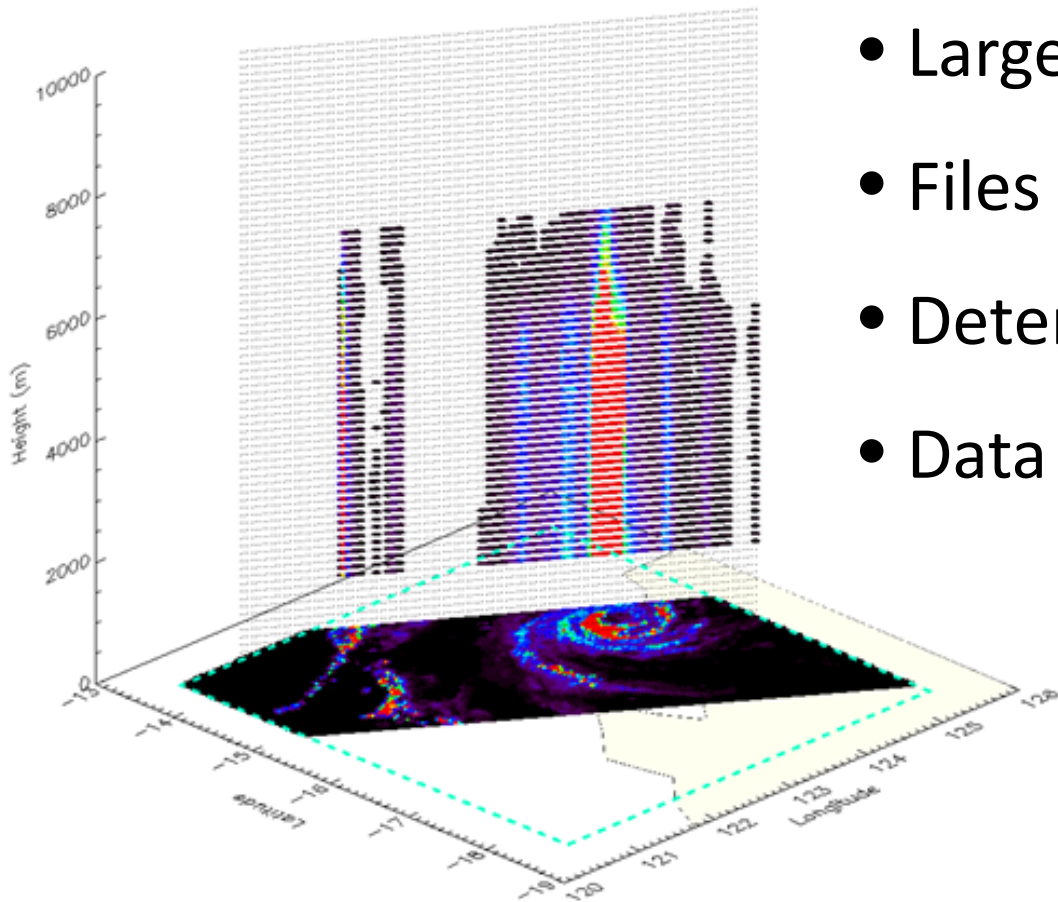 • Large
• Files
• Deter
• Data
10000
8000
6000
4000
2000
0
Height (m)
-13
-14
-15
-16
-17
-18
-19
Latitude
120
121
122
123
124
125
126
Longitude